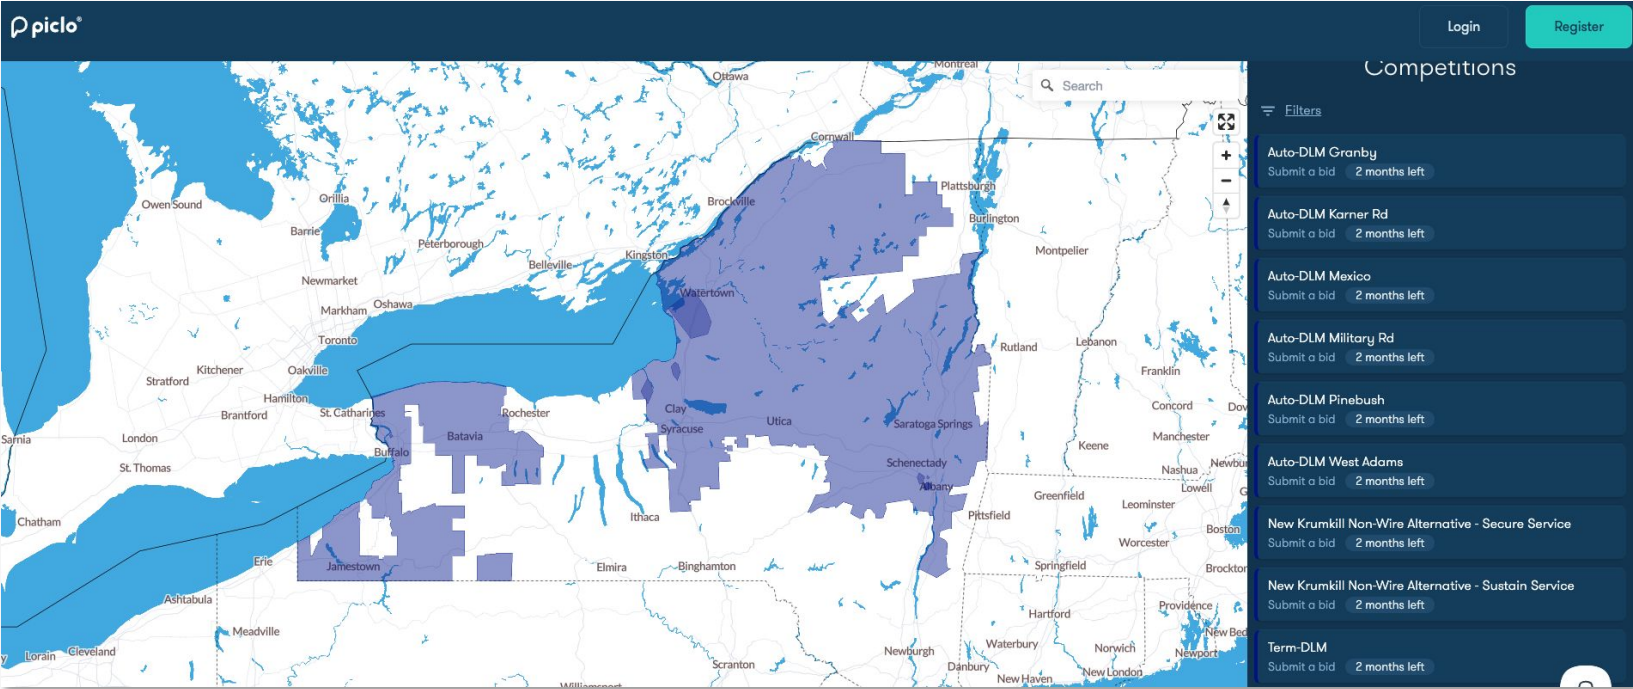 piclo®
Login
Register
Competitions
Filters
Auto-DLM Granby
Submit a bid 2 months left
Auto-DLM Karner Rd
Submit a bid 2 months left
Auto-DLM Mexico
Submit a bid 2 months left
Auto-DLM Military Rd
Submit a bid 2 months left
Auto-DLM Pinebush
Submit a bid 2 months left
Auto-DLM West Adams
Submit a bid 2 months left
New Krumkill Non-Wire Alternative - Secure Service
Submit a bid 2 months left
New Krumkill Non-Wire Alternative - Sustain Service
Submit a bid 2 months left
Term-DLM
Submit a bid 2 months left
Search
Montreal
Ottawa
Cornwall
Plattsburgh
Orillia
Owen Sound
Brockville
Burlington
Barrie
Peterborough
Montpelier
Kingston
Belleville
Newmarket
Watertown
Oshawa
Markham
Toronto
Lebanon
Rutland
Kitchener
Oakville
Franklin
Stratford
Hamilton
Concord
Dov
Brantford
St. Catharines
Rochester
Clay
Utica
Saratoga Springs
Syracuse
Sarnia
London
Batavia
Manchester
Keene
Buffalo
Schenectady
St. Thomas
Nashua
Newbur
Albany
Lowell
Greenfield
Leominster
Ithaca
Pittsfield
Chatham
Boston
Worcester
Erie
Jamestown
Elmira
Binghamton
Springfield
Brockton
Ashtabula
Providence
Hartford
Meadville
New Bed
Cleveland
Lorain
Newburgh
Waterbury
Norwich
Newport
Scranton
Danbury
New London
New Haven
Williamsport